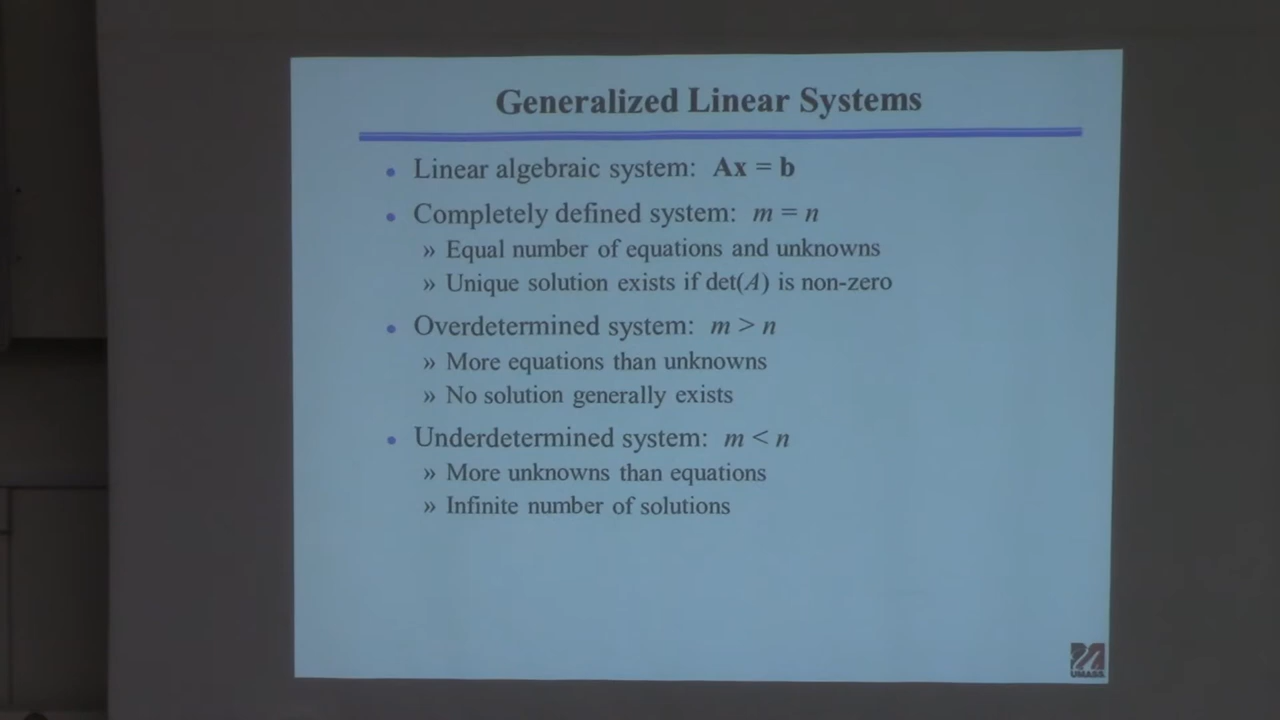 Generalized Linear Systems
• Linear algebraic system: Ax = b
• Completely defined system: m = n
» Equal number of equations and unknowns
» Unique solution exists if det(A) is non-zero
• Overdetermined system: m > n
» More equations than unknowns
» No solution generally exists
• Underdetermined system: m < n
» More unknowns than equations
» Infinite number of solutions
UMASS